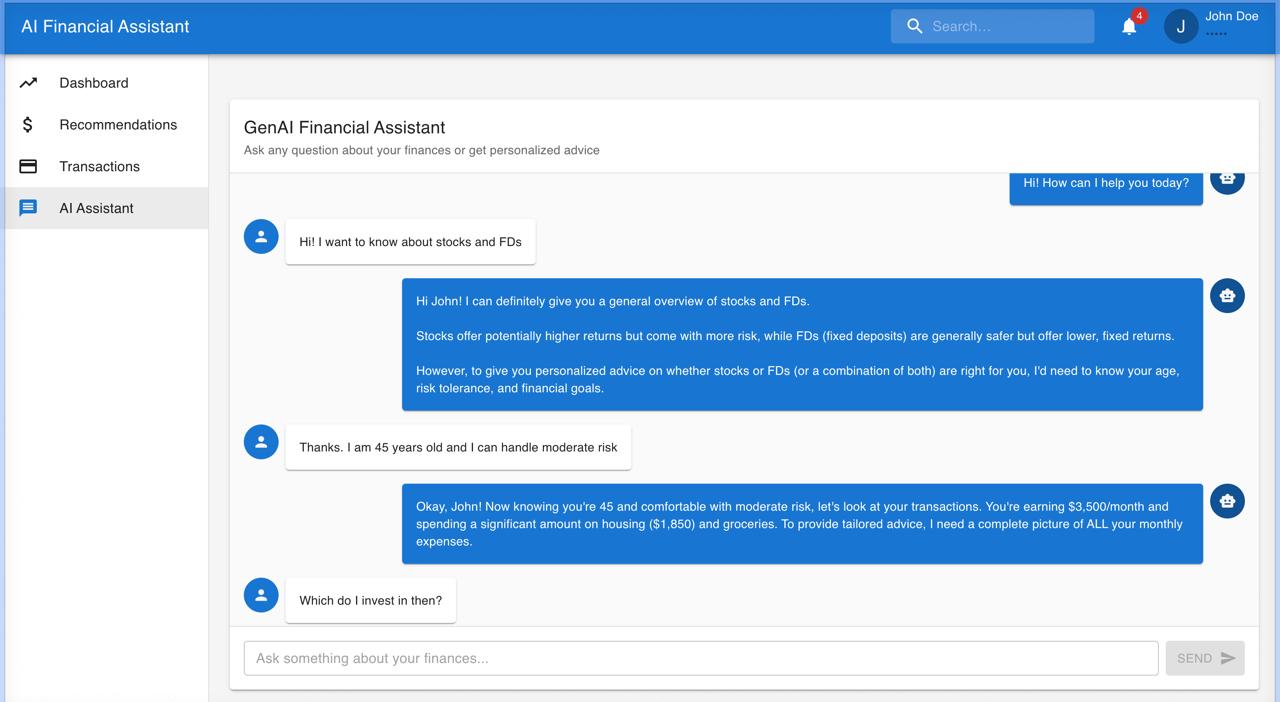 AI Financial Assistant
Search...
4
J
John Doe
•••••
Dashboard
Recommendations
Transactions
AI Assistant
GenAI Financial Assistant
Ask any question about your finances or get personalized advice
Hi! How can I help you today?
Hi! I want to know about stocks and FDs
Hi John! I can definitely give you a general overview of stocks and FDs.
Stocks offer potentially higher returns but come with more risk, while FDs (fixed deposits) are generally safer but offer lower, fixed returns.
However, to give you personalized advice on whether stocks or FDs (or a combination of both) are right for you, I'd need to know your age,
risk tolerance, and financial goals.
Thanks. I am 45 years old and I can handle moderate risk
Okay, John! Now knowing you're 45 and comfortable with moderate risk, let's look at your transactions. You're earning $3,500/month and
spending a significant amount on housing ($1,850) and groceries. To provide tailored advice, I need a complete picture of ALL your monthly
expenses.
Which do I invest in then?
Ask something about your finances...
SEND